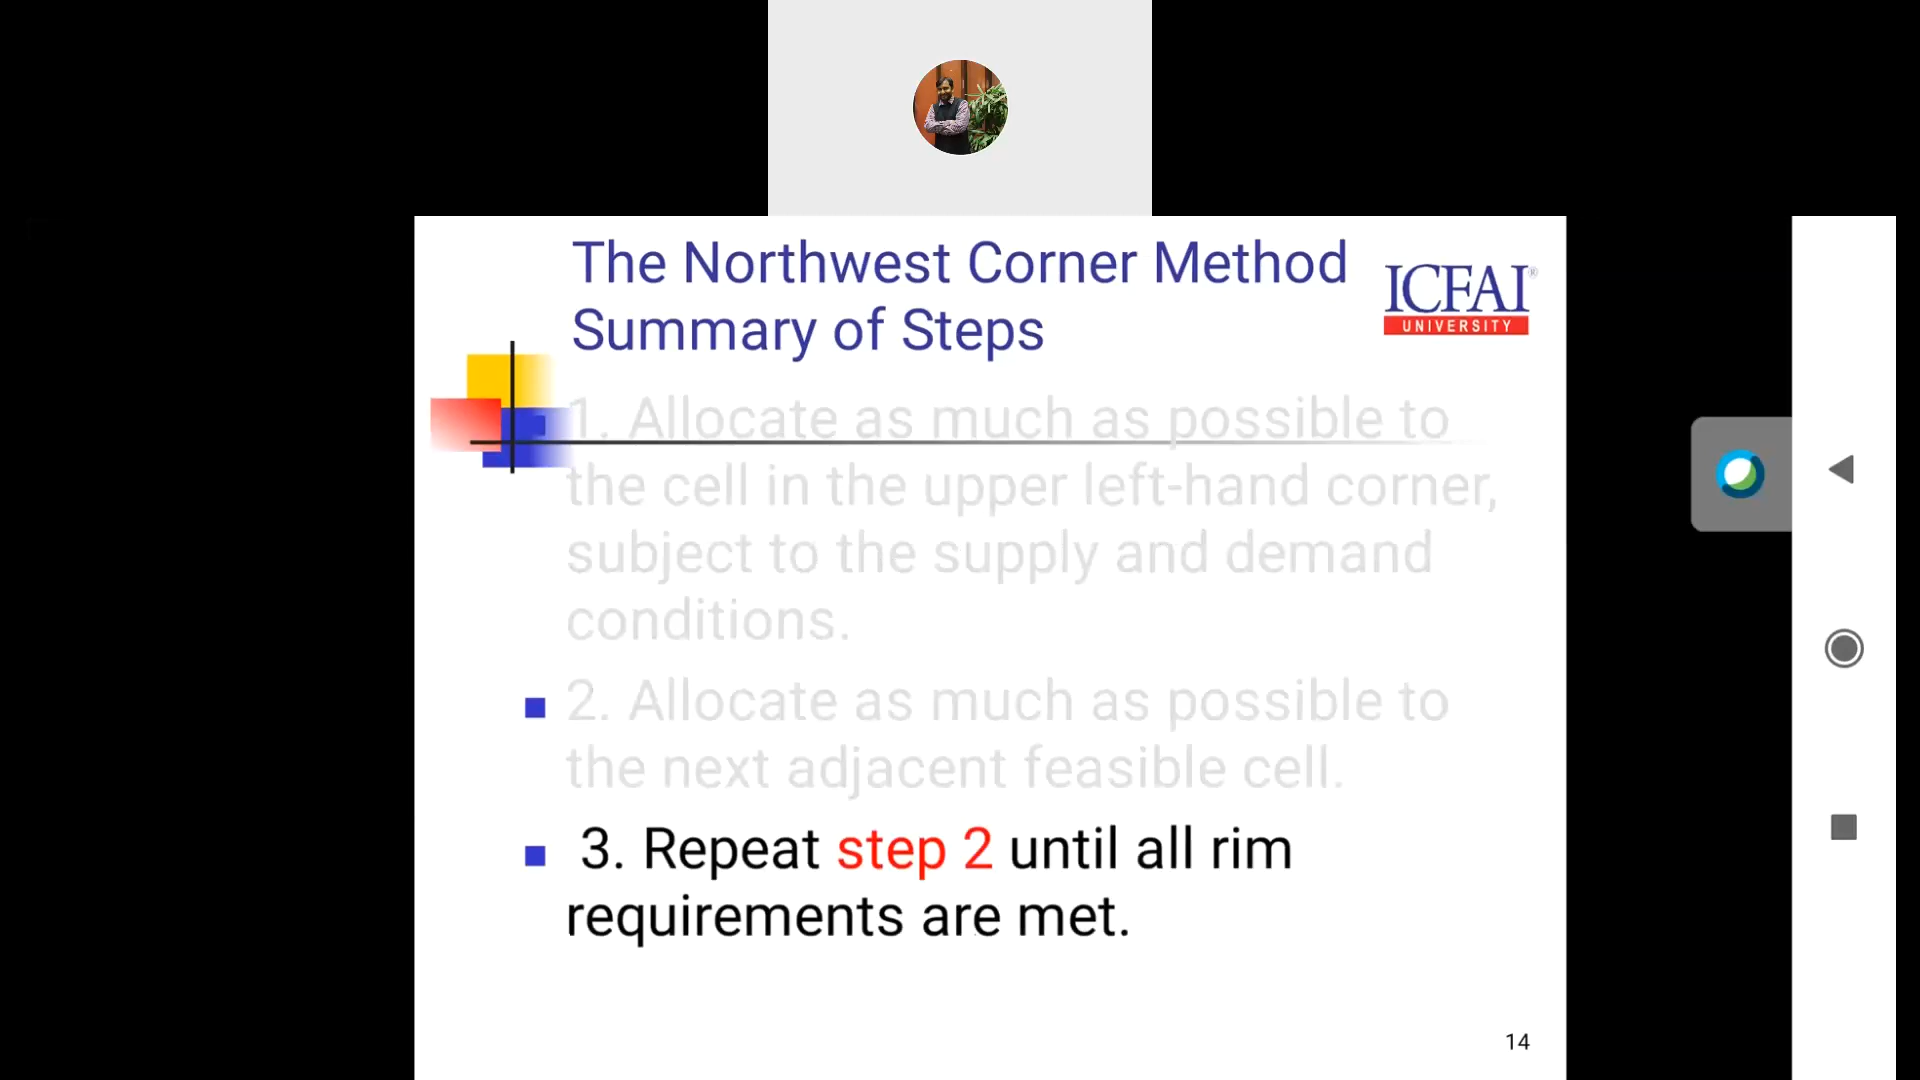 The Northwest Corner Method
Summary of Steps
ICFAI®
UNIVERSITY
1. Allocate as much as possible to
the cell in the upper left-hand corner,
subject to the supply and demand
conditions.
2. Allocate as much as possible to
the next adjacent feasible cell.
3. Repeat step 2 until all rim
requirements are met.
14